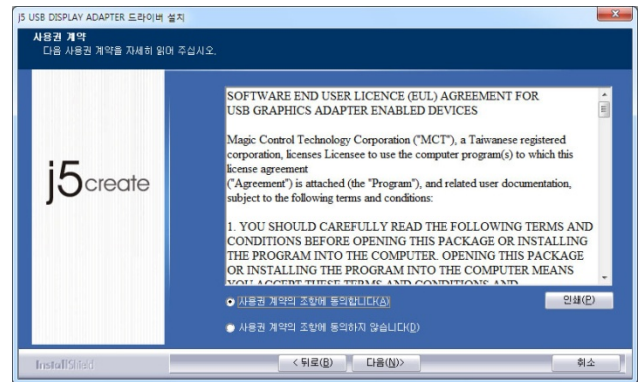 j5 USB DISPLAY ADAPTER 드라이버 설치
사용권 계약
다음 사용권 계약을 자세히 읽어 주십시오.
SOFTWARE END USER LICENCE (EUL) AGREEMENT FOR
USB GRAPHICS ADAPTER ENABLED DEVICES
Magic Control Technology Corporation ("MCT"), a Taiwanese registered
corporation, licenses Licensee to use the computer program(s) to which this
license agreement
("Agreement") is attached (the "Program"), and related user documentation,
subject to the following terms and conditions:
1. YOU SHOULD CAREFULLY READ THE FOLLOWING TERMS AND
CONDITIONS BEFORE OPENING THIS PACKAGE OR INSTALLING
THE PROGRAM INTO THE COMPUTER. OPENING THIS PACKAGE
OR INSTALLING THE PROGRAM INTO THE COMPUTER MEANS
YOU ACCEPT THESE TERMS AND CONDITIONS AND
j5create
사용권 계약의 조항에 동의합니다(A)
인쇄(P)
사용권 계약의 조항에 동의하지 않습니다(D)
InstallShield
< 뒤로(B)
다음(N)>
취소